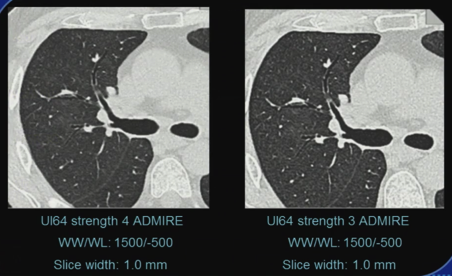 UI64 strength 4 ADMIRE
WW/WL: 1500/-500
Slice width: 1.0 mm
UI64 strength 3 ADMIRE
WW/WL: 1500/-500
Slice width: 1.0 mm